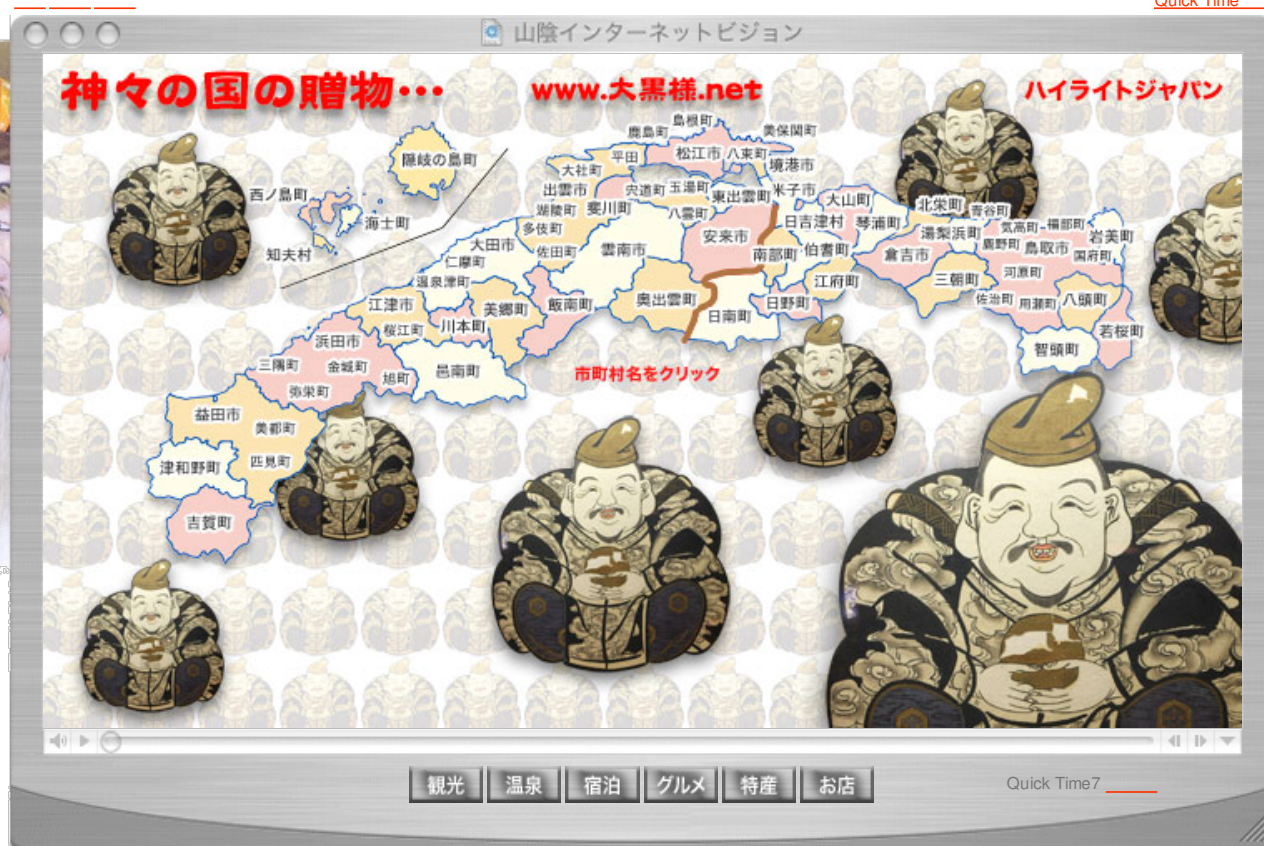 Quick Time
山陰インターネットビジョン
神々の国の贈物…
www.大黒様.net
ハイライトジャパン
島根町
鹿島町
美保関町
隠岐の島町
平田
松江市
八束町
境港市
大社町
西ノ島町
出雲市
宍道町
玉湯町
東出雲町
米子市
大山町
北栄町
青谷町
海士町
湖陵町
斐川町
八雲町
日吉津村
琴浦町
気高町
福部町
多伎町
安来市
湯梨浜町
岩美町
知夫村
大田市
佐田町
雲南市
南部町
伯耆町
倉吉市
鹿野町
鳥取市
国府町
仁摩町
温泉津町
江府町
三朝町
河原町
江津市
美郷町
飯南町
奥出雲町
日野町
佐治町
用瀬町
八頭町
桜江町
川本町
日南町
若桜町
浜田市
智頭町
三隅町
金城町
旭町
邑南町
市町村名をクリック
弥栄町
益田市
美都町
津和野町
匹見町
吉賀町
観光
温泉
宿泊
グルメ
特産
お店
Quick Time7